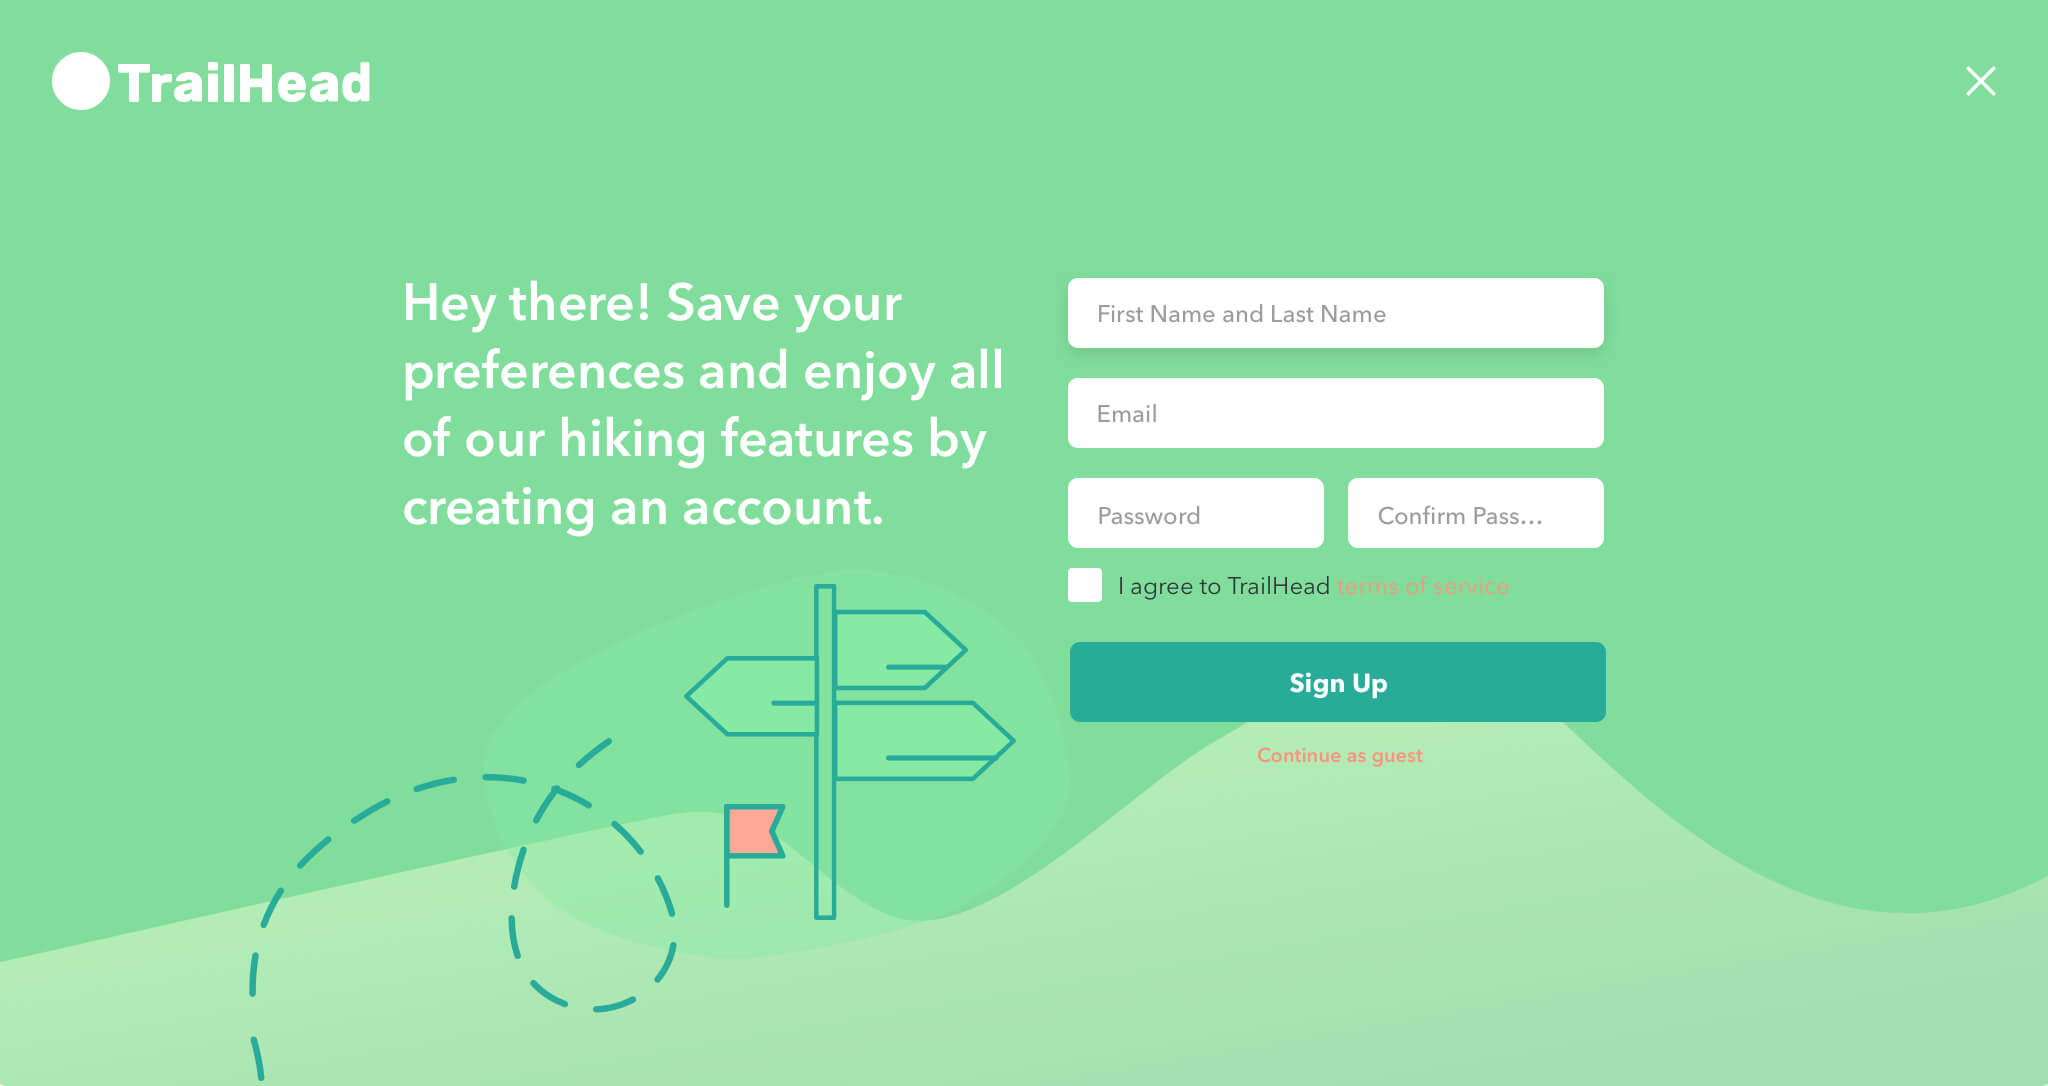 TrailHead
Hey there! Save your
preferences and enjoy all
of our hiking features by
creating an account.
First Name and Last Name
Email
Password
Confirm Pass...
I agree to TrailHead terms of service
Sign Up
Continue as guest